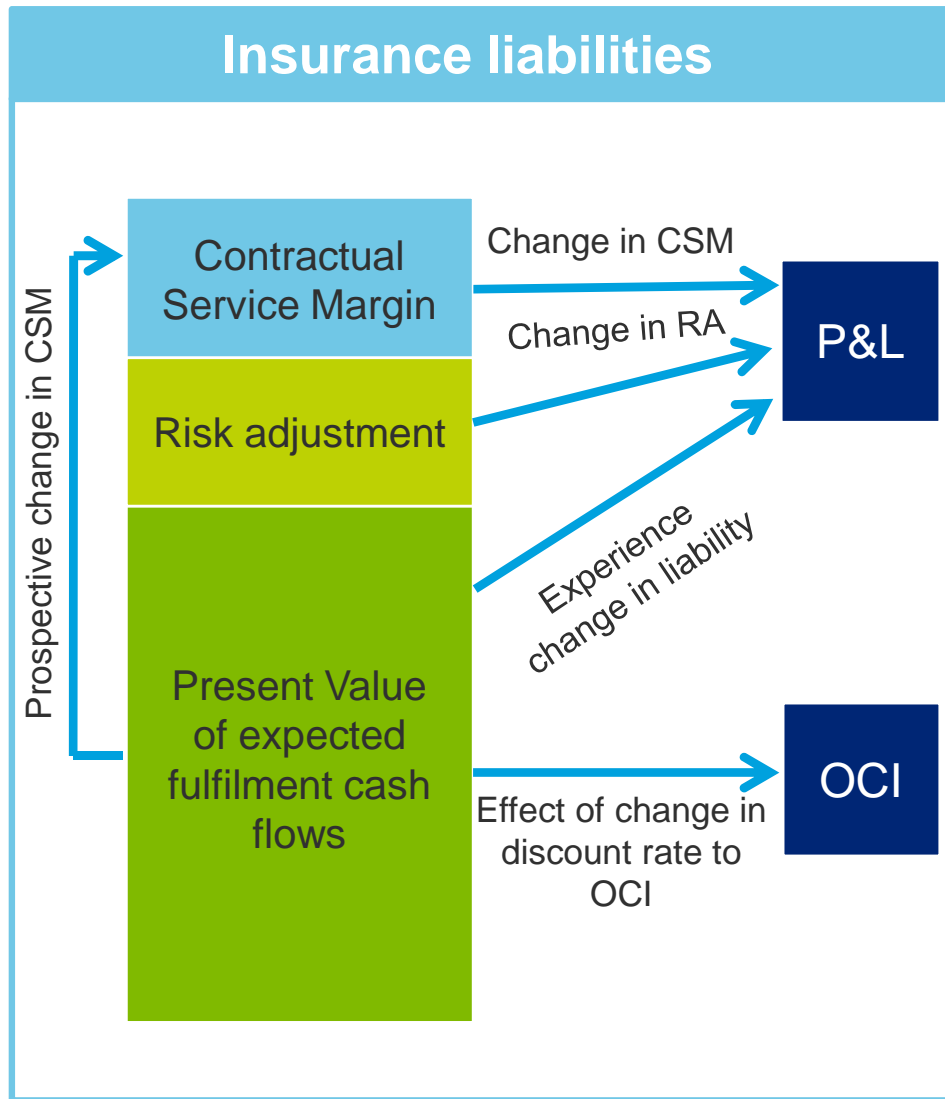 Insurance liabilities
Prospective change in CSM
Contractual
Service Margin
Change in CSM
Change in RA
P&L
Risk adjustment
Experience
change in liability
Present Value
of expected
fulfilment cash
flows
Effect of change in
discount rate to
OCI
OCI